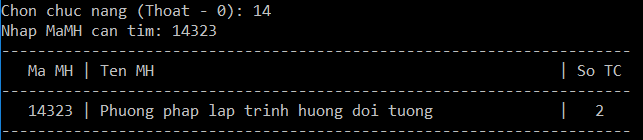 Chon chuc nang (Thoat - 0): 14
Nhap MaMH can tim: 14323
-------------------------------------------------------------------------------
Ma MH | Ten MH | So TC
-------------------------------------------------------------------------------
14323 | Phuong phap lap trinh huong doi tuong | 2
-------------------------------------------------------------------------------